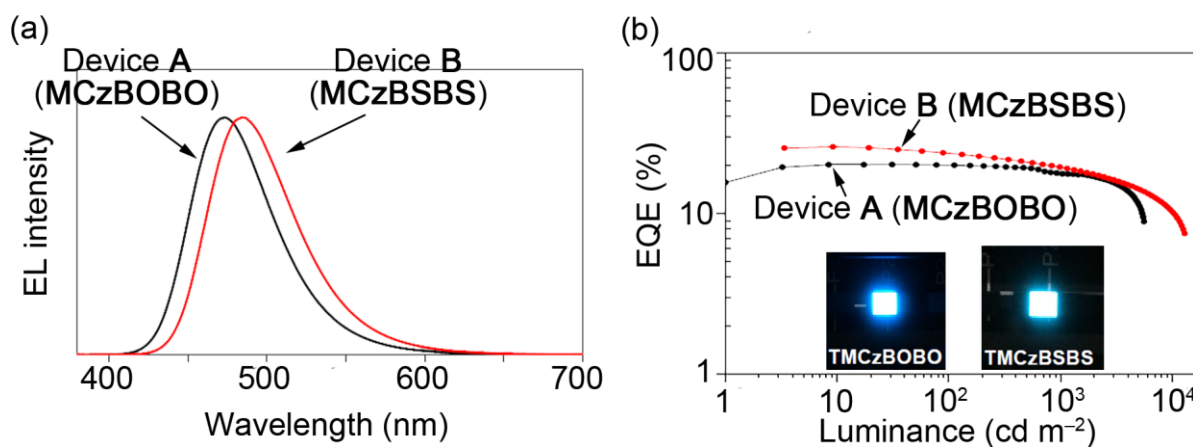 (a)
Device A
(MCzBOBO)
Device B
(MCzBSBS)
EL intensity
400
500
600
700
Wavelength (nm)
(b)
100
10
1
EQE (%)
Device B (MCzBSBS)
Device A (MCzBOBO)
TMCzBOBO
TMCzBSBS
1
10
10²
10³
10⁴
Luminance (cd m⁻²)